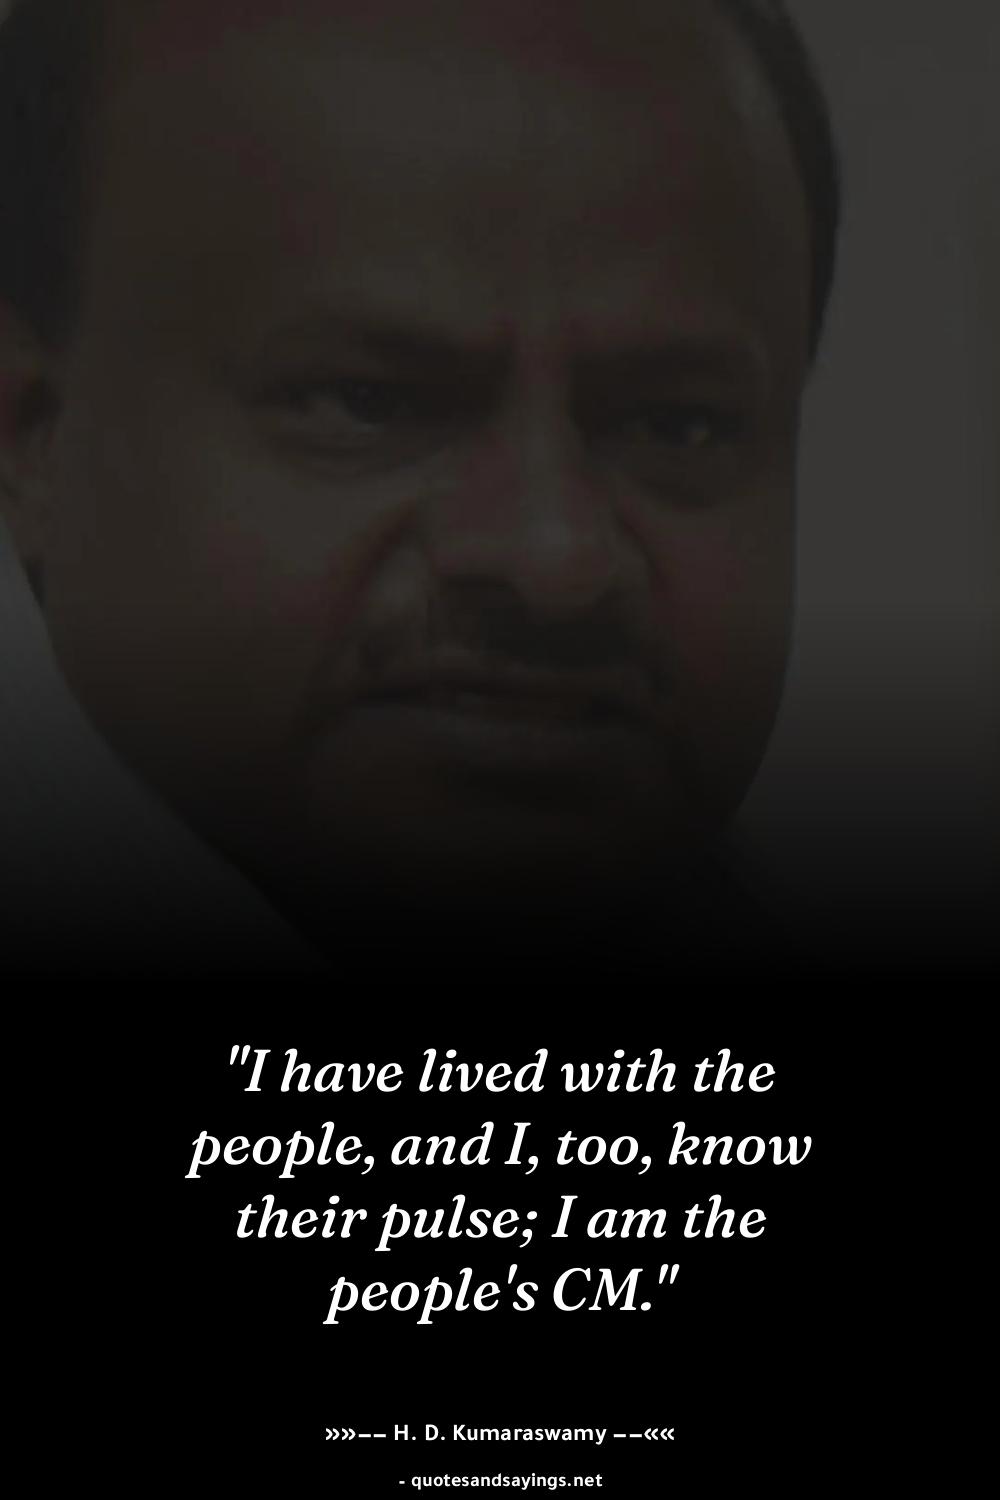 "I have lived with the
people, and I, too, know
their pulse; I am the
people's CM."
»»−− H. D. Kumaraswamy −−««
- quotesandsayings.net